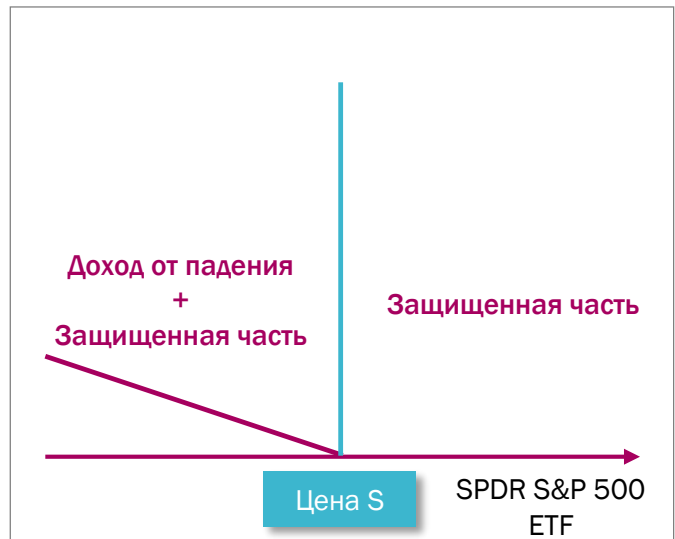 Доход от падения
+
Защищенная часть
Защищенная часть
Цена S
SPDR S&P 500
ETF